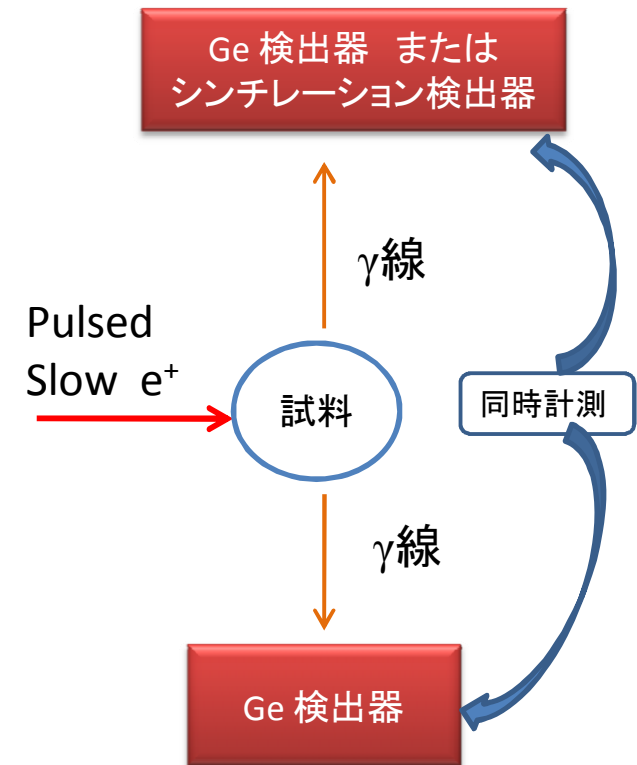 Ge 検出器　または
シンチレーション検出器
γ線
Pulsed
Slow e⁺
試料
同時計測
γ線
Ge 検出器